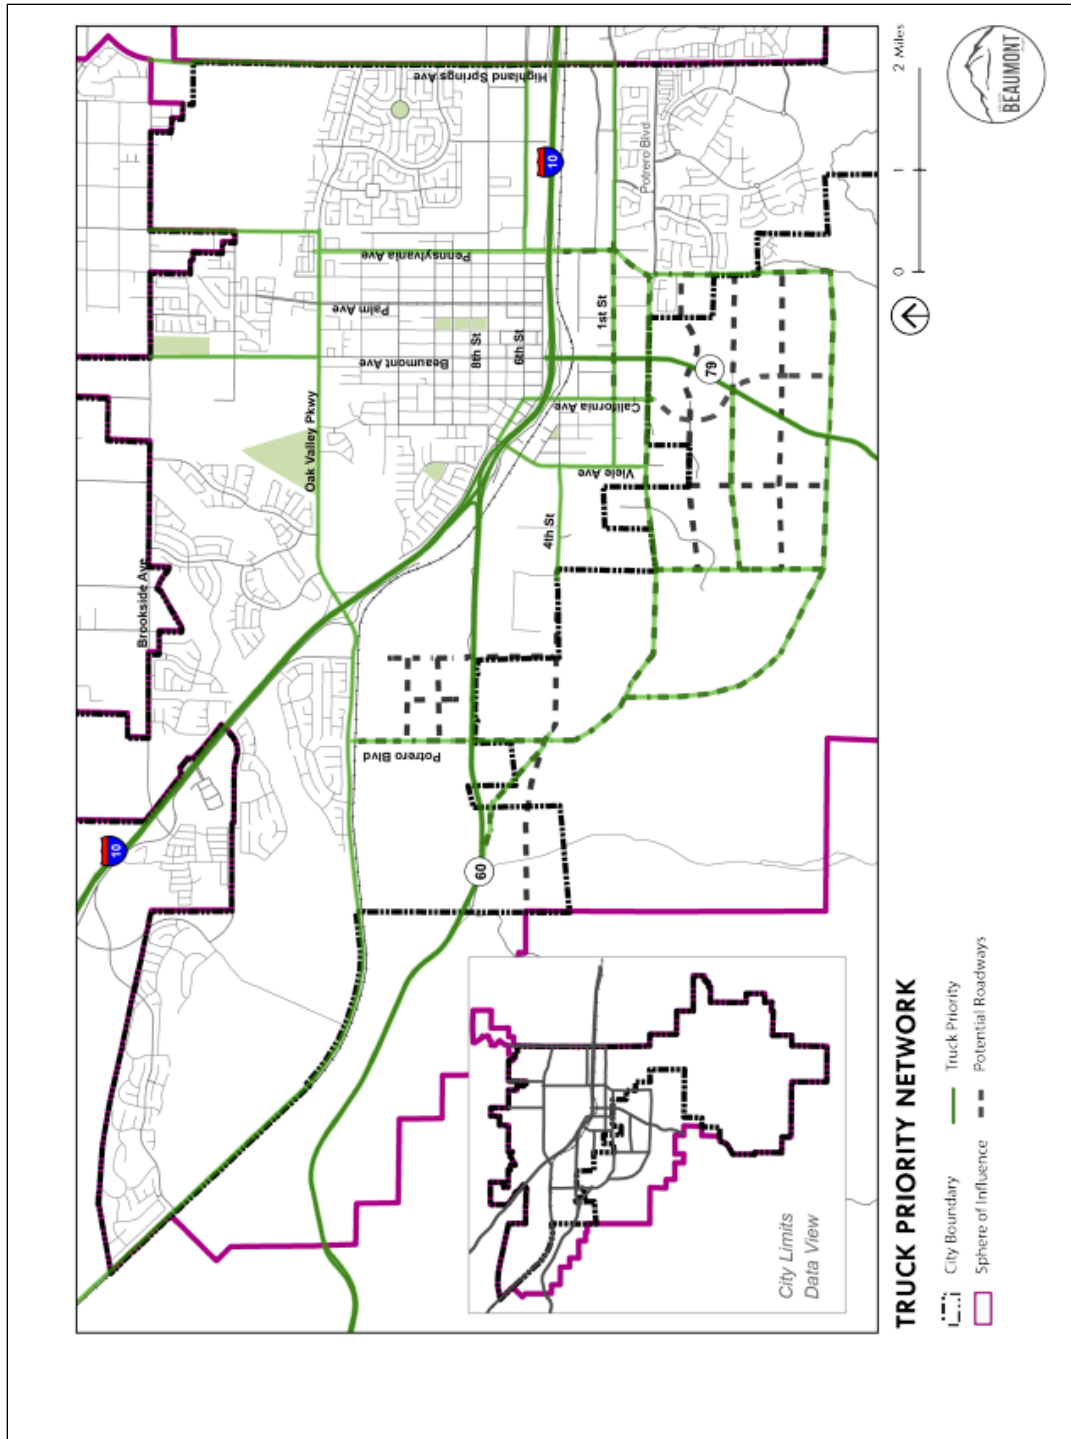 Brookside Ave
Highland Springs Ave
Oak Valley Pkwy
Pennsylvania Ave
Palm Ave
Beaumont Ave
8th St
6th St
10
10
Potrero Blvd
1st St
California Ave
Viele Ave
4th St
79
Potrero Blvd
60
City Limits
Data View
TRUCK PRIORITY NETWORK
City Boundary
Truck Priority
Sphere of Influence
Potential Roadways
0 1 2 Miles
BEAUMONT